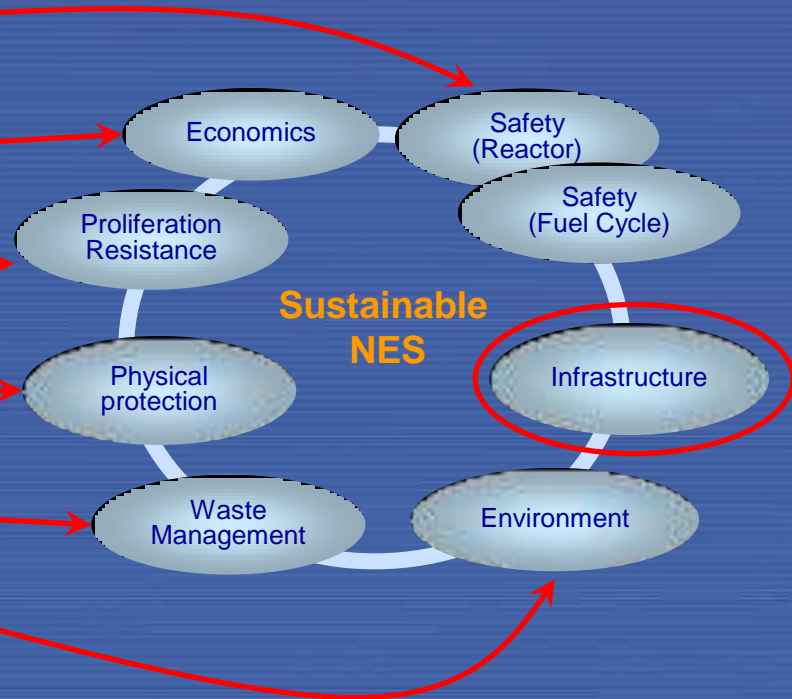 Economics
Safety
(Reactor)
Safety
(Fuel Cycle)
Proliferation
Resistance
Sustainable
NES
Infrastructure
Physical
protection
Waste
Management
Environment